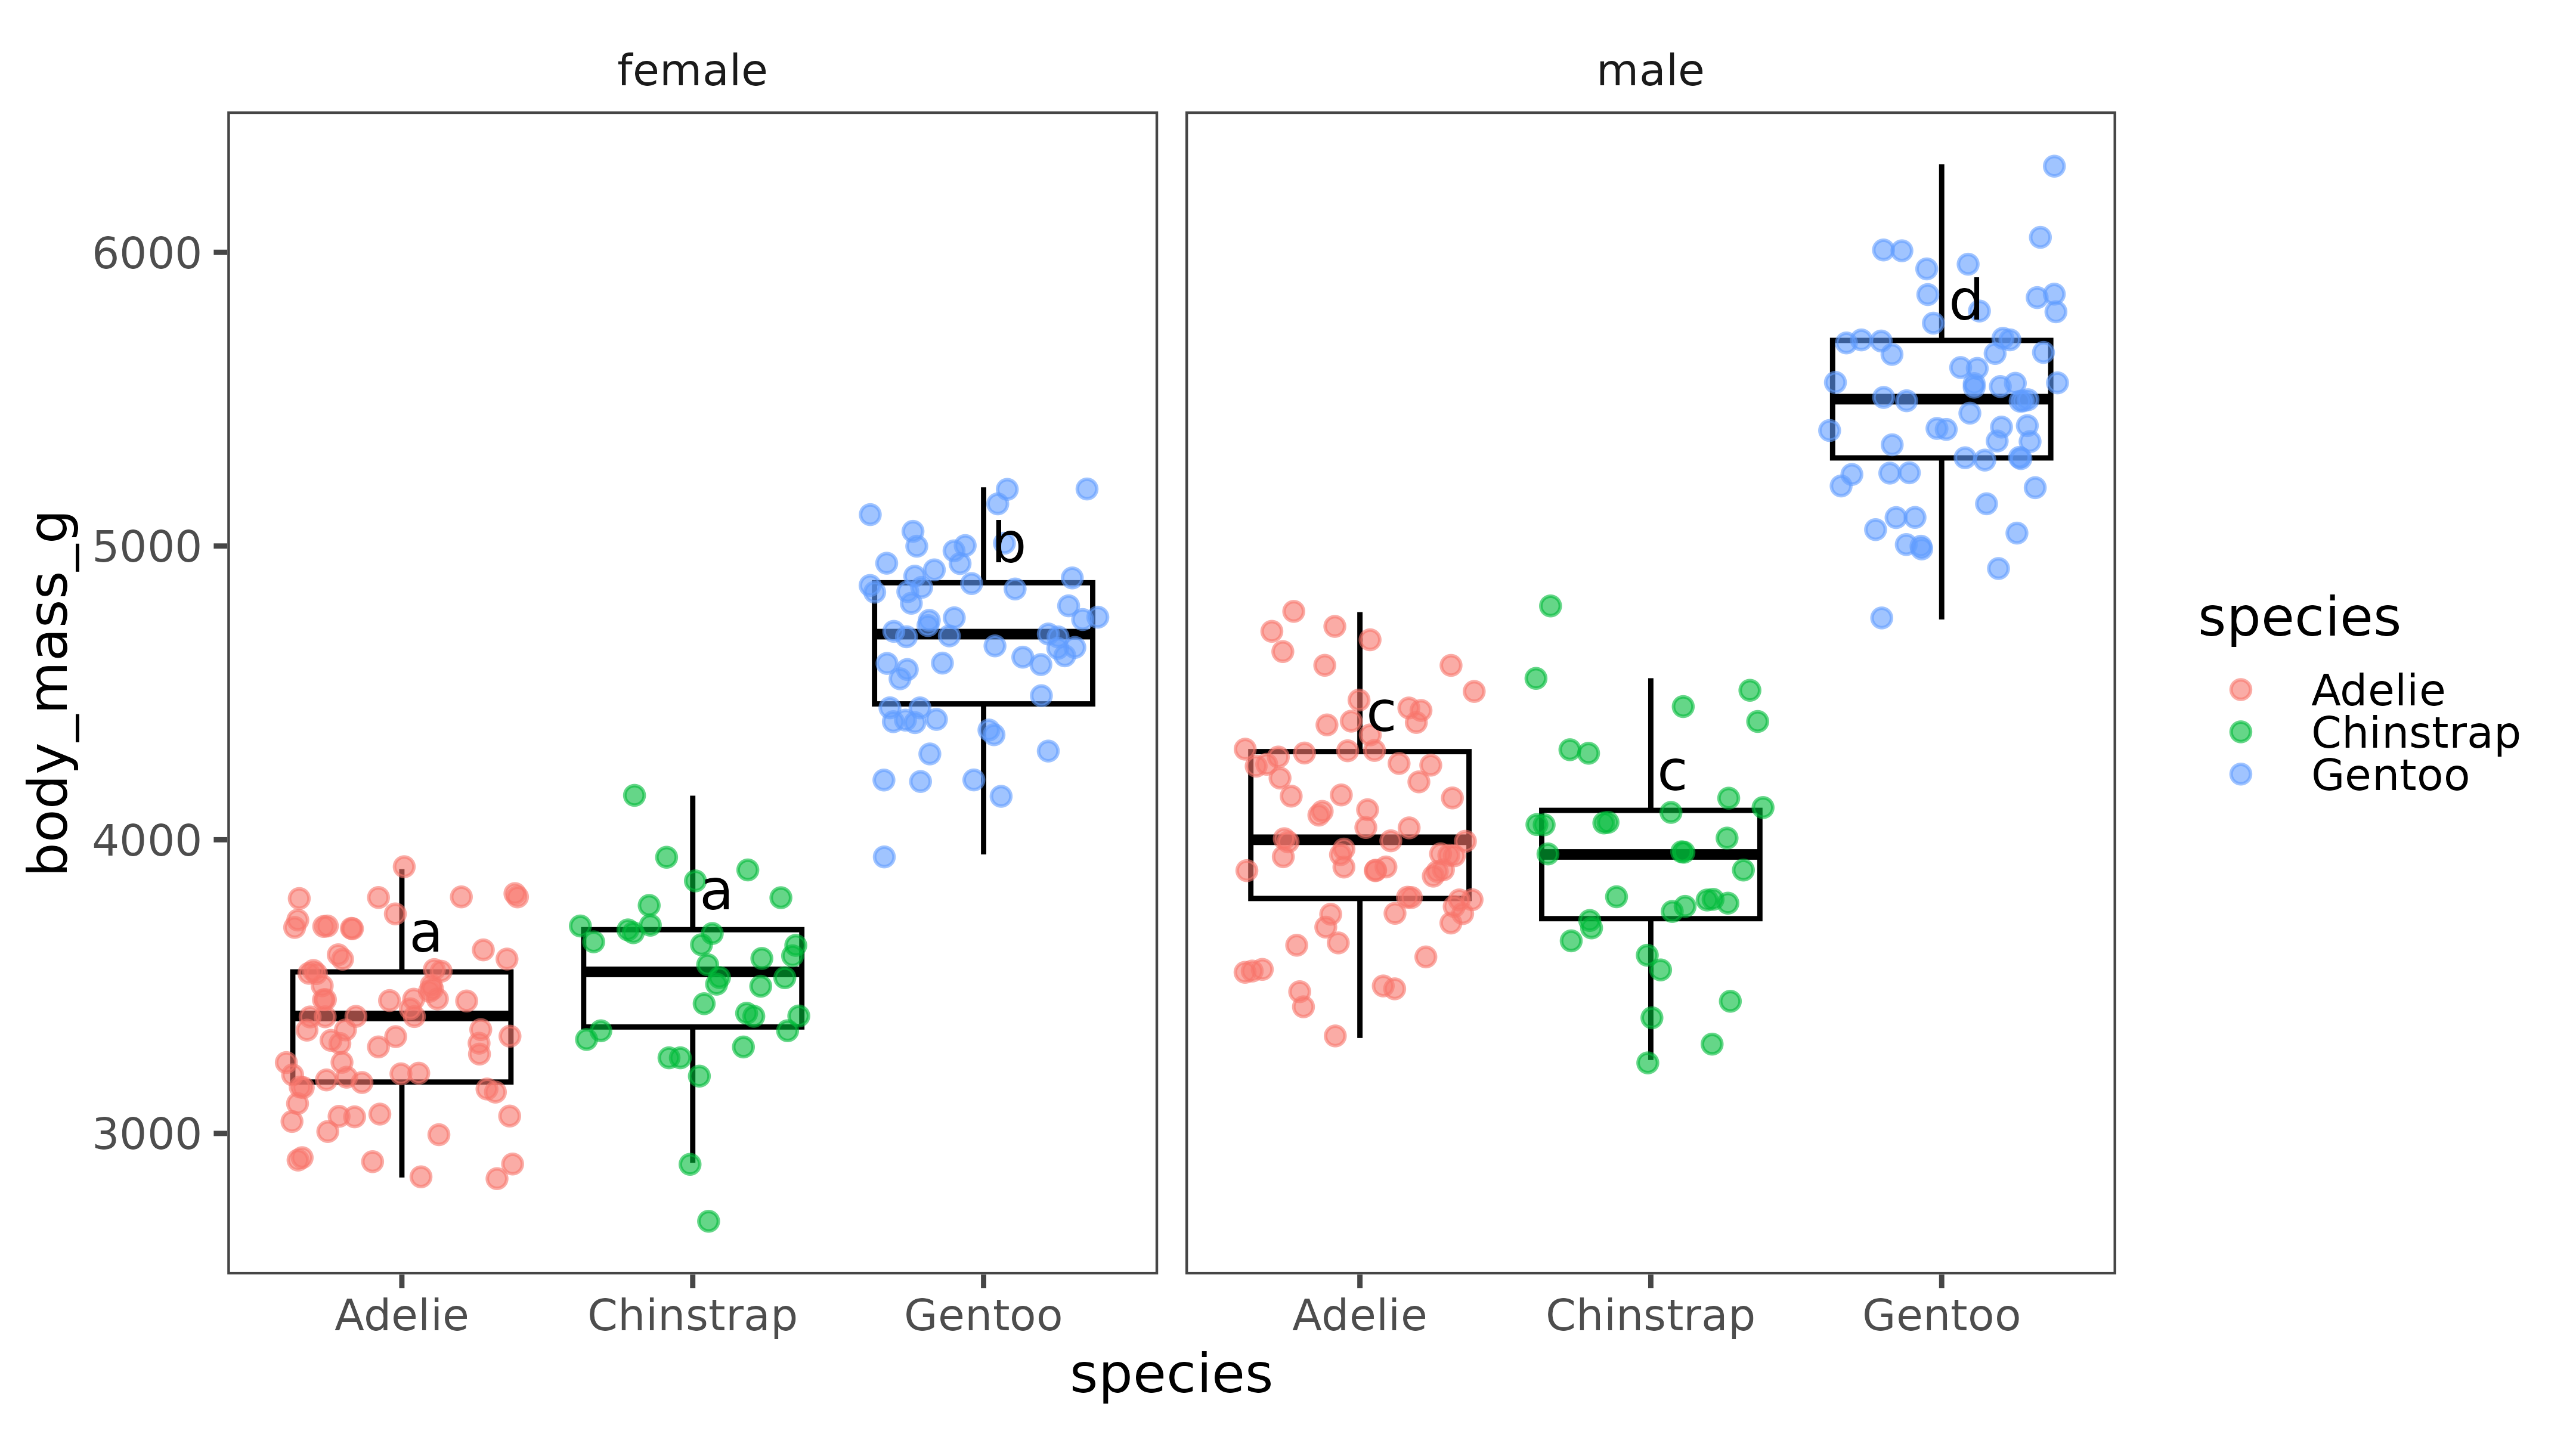 female male
body_mass_g
6000
5000
4000
3000
a a b
c c d
Adelie Chinstrap Gentoo Adelie Chinstrap Gentoo
species
species
Adelie
Chinstrap
Gentoo